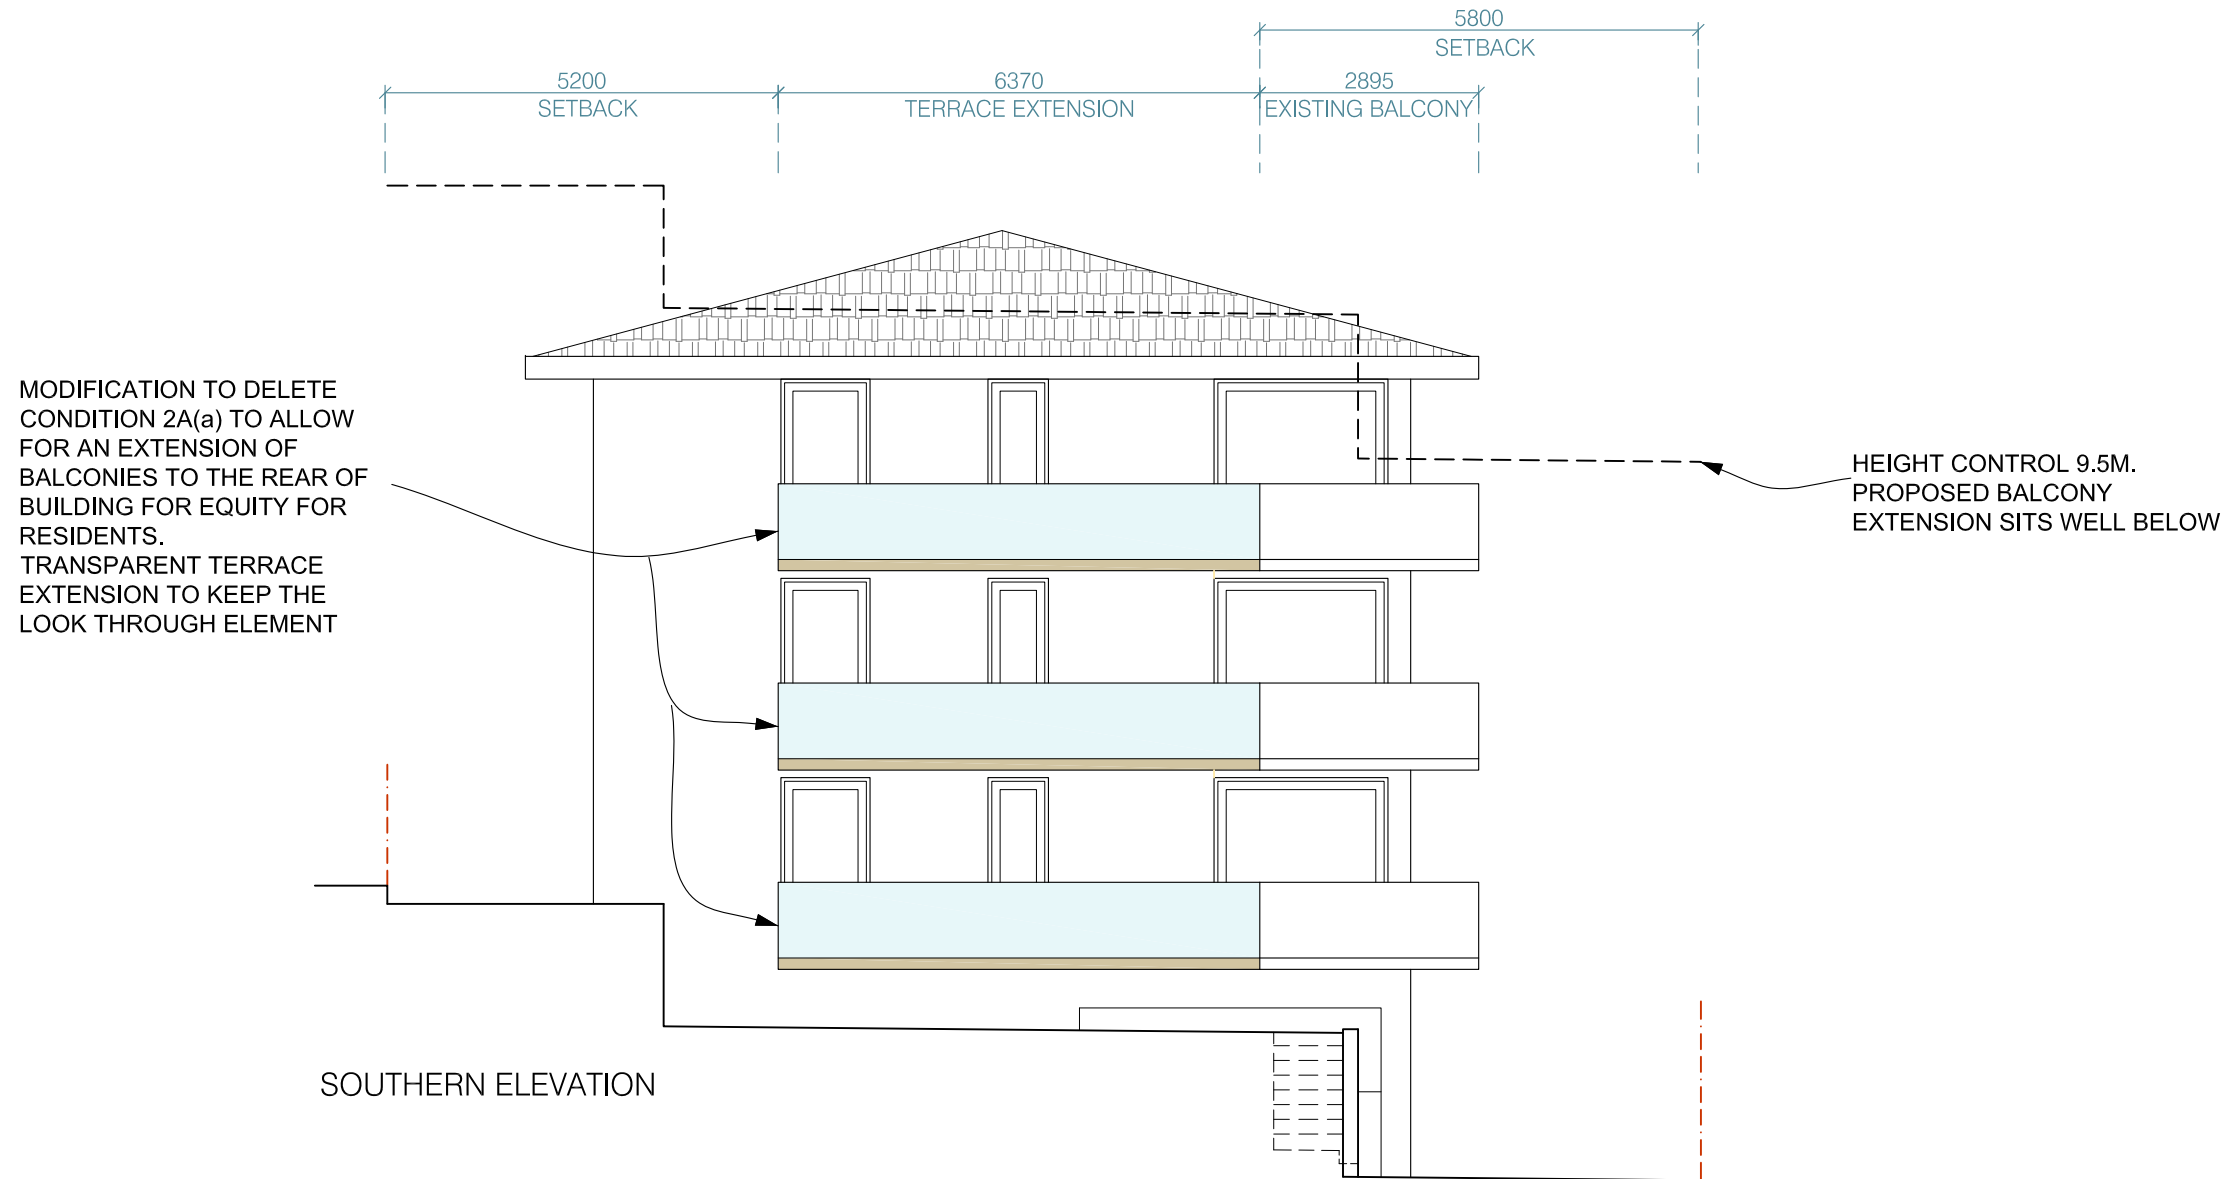 5800
SETBACK
5200
SETBACK
6370
TERRACE EXTENSION
2895
EXISTING BALCONY
MODIFICATION TO DELETE
CONDITION 2A(a) TO ALLOW
FOR AN EXTENSION OF
BALCONIES TO THE REAR OF
BUILDING FOR EQUITY FOR
RESIDENTS.
TRANSPARENT TERRACE
EXTENSION TO KEEP THE
LOOK THROUGH ELEMENT
HEIGHT CONTROL 9.5M.
PROPOSED BALCONY
EXTENSION SITS WELL BELOW
SOUTHERN ELEVATION